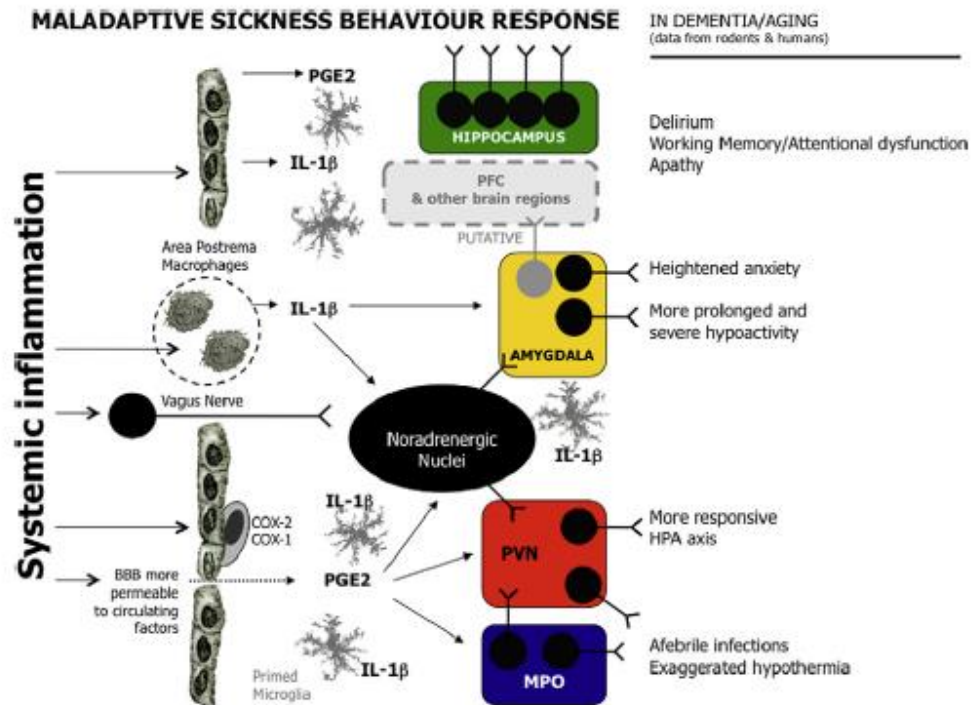 MALADAPTIVE SICKNESS BEHAVIOUR RESPONSE
IN DEMENTIA/AGING
(data from rodents & humans)
Systemic inflammation
PGE2
IL-1β
HIPPOCAMPUS
Delirium
Working Memory/Attentional dysfunction
Apathy
PFC
& other brain regions
PUTATIVE
Area Postrema
Macrophages
IL-1β
AMYGDALA
Heightened anxiety
More prolonged and
severe hypoactivity
Vagus Nerve
Noradrenergic
Nuclei
IL-1β
COX-2
COX-1
IL-1β
PGE2
BBB more
permeable
to circulating
factors
PVN
More responsive
HPA axis
Primed
Microglia
IL-1β
MPO
Afebrile infections
Exaggerated hypothermia